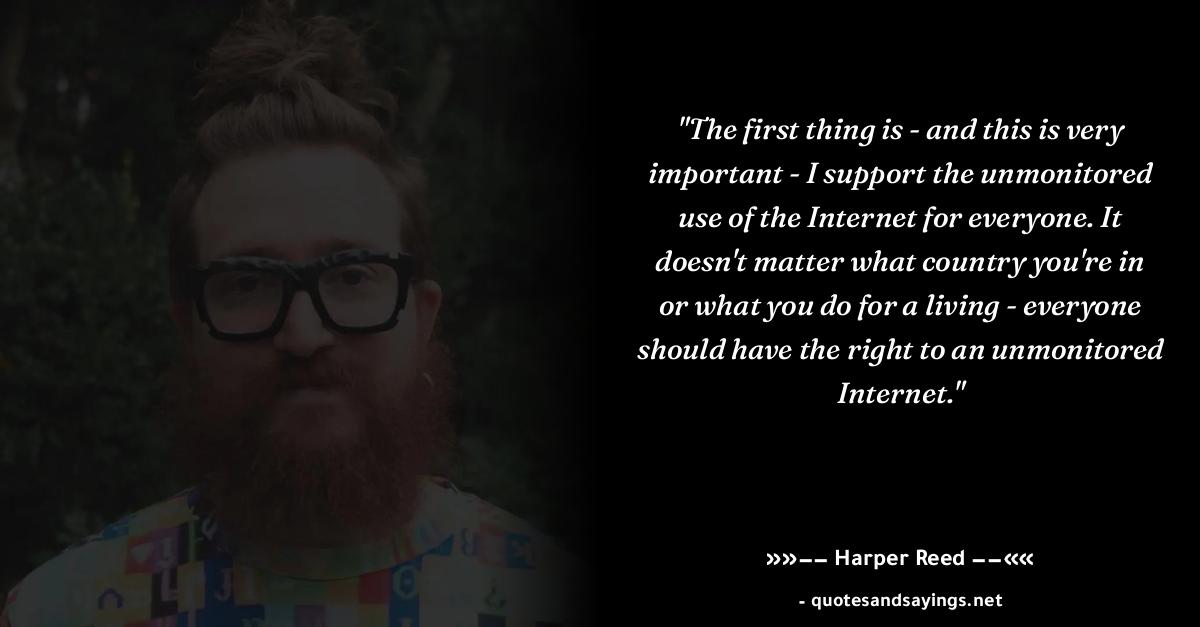 "The first thing is - and this is very
important - I support the unmonitored
use of the Internet for everyone. It
doesn't matter what country you're in
or what you do for a living - everyone
should have the right to an unmonitored
Internet."
»»–– Harper Reed ––««
- quotesandsayings.net